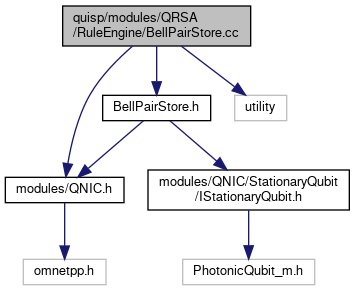 quisp/modules/QRSA
/RuleEngine/BellPairStore.cc
BellPairStore.h
utility
modules/QNIC.h
modules/QNIC/StationaryQubit
/IStationaryQubit.h
omnetpp.h
PhotonicQubit_m.h